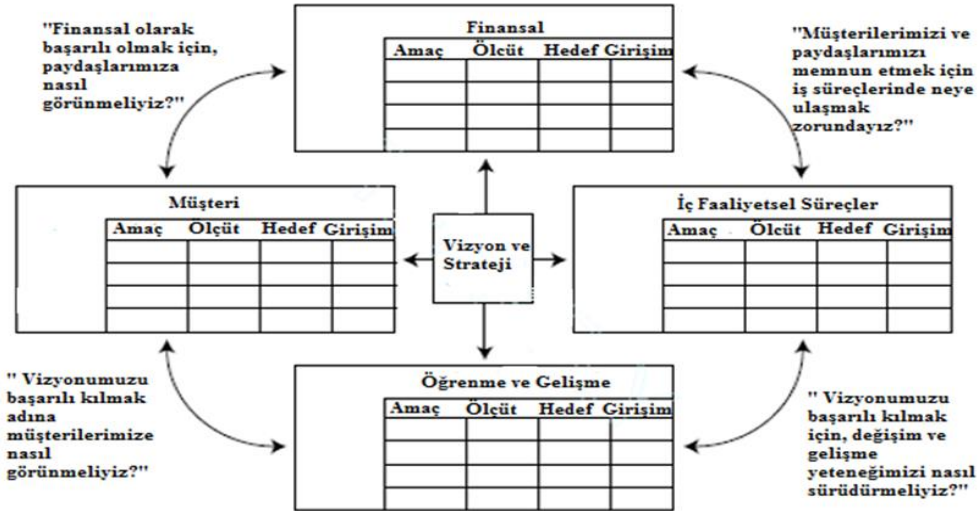 "Finansal olarak
başarılı olmak için,
paydaşlarımıza
nasıl
görünmeliyiz?"
Finansal
Amaç Ölçüt Hedef Girişim
"Müşterilerimizi ve
paydaşlarımızı
memnun etmek için
iş süreçlerinde neye
ulaşmak
zorundayız?"
Müşteri
Amaç Ölçüt Hedef Girişim
Vizyon ve
Strateji
İç Faaliyetsel Süreçler
Amaç Ölçüt Hedef Girişim
" Vizyonumuzu
başarılı kılmak
adına
müşterilerimize
nasıl
görünmeliyiz?"
Öğrenme ve Gelişme
Amaç Ölçüt Hedef Girişim
" Vizyonumuzu
başarılı kılmak
için, değişim ve
gelişme
yeteneğimizi nasıl
sürüdürmeliyiz?"